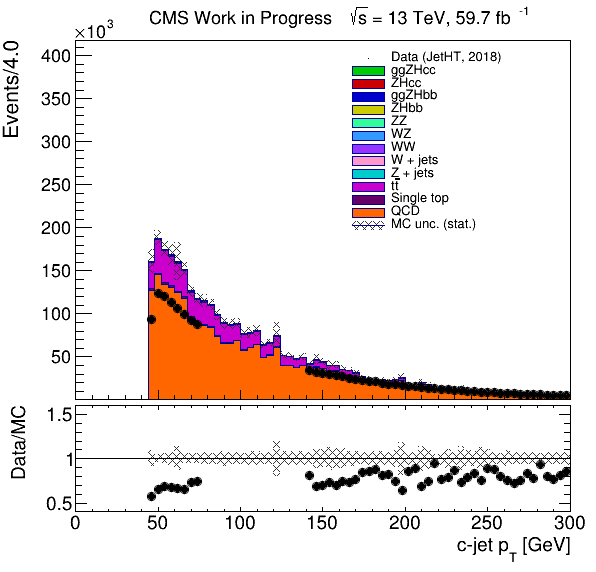 CMS Work in Progress √s = 13 TeV, 59.7 fb⁻¹
×10³
Events/4.0
400
350
300
250
200
150
100
50
Data (JetHT, 2018)
ggZHcc
ZHcc
ggZHbb
ZHbb
ZZ
WZ
WW
W + jets
Z + jets
tt̄
Single top
QCD
MC unc. (stat.)
Data/MC
1.5
1
0.5
0 50 100 150 200 250 300
c-jet p_T [GeV]